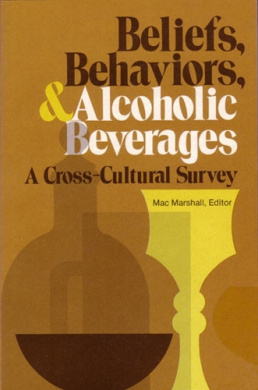 Beliefs,
Behaviors,
& Alcoholic
Beverages
A Cross-Cultural Survey
Mac Marshall, Editor